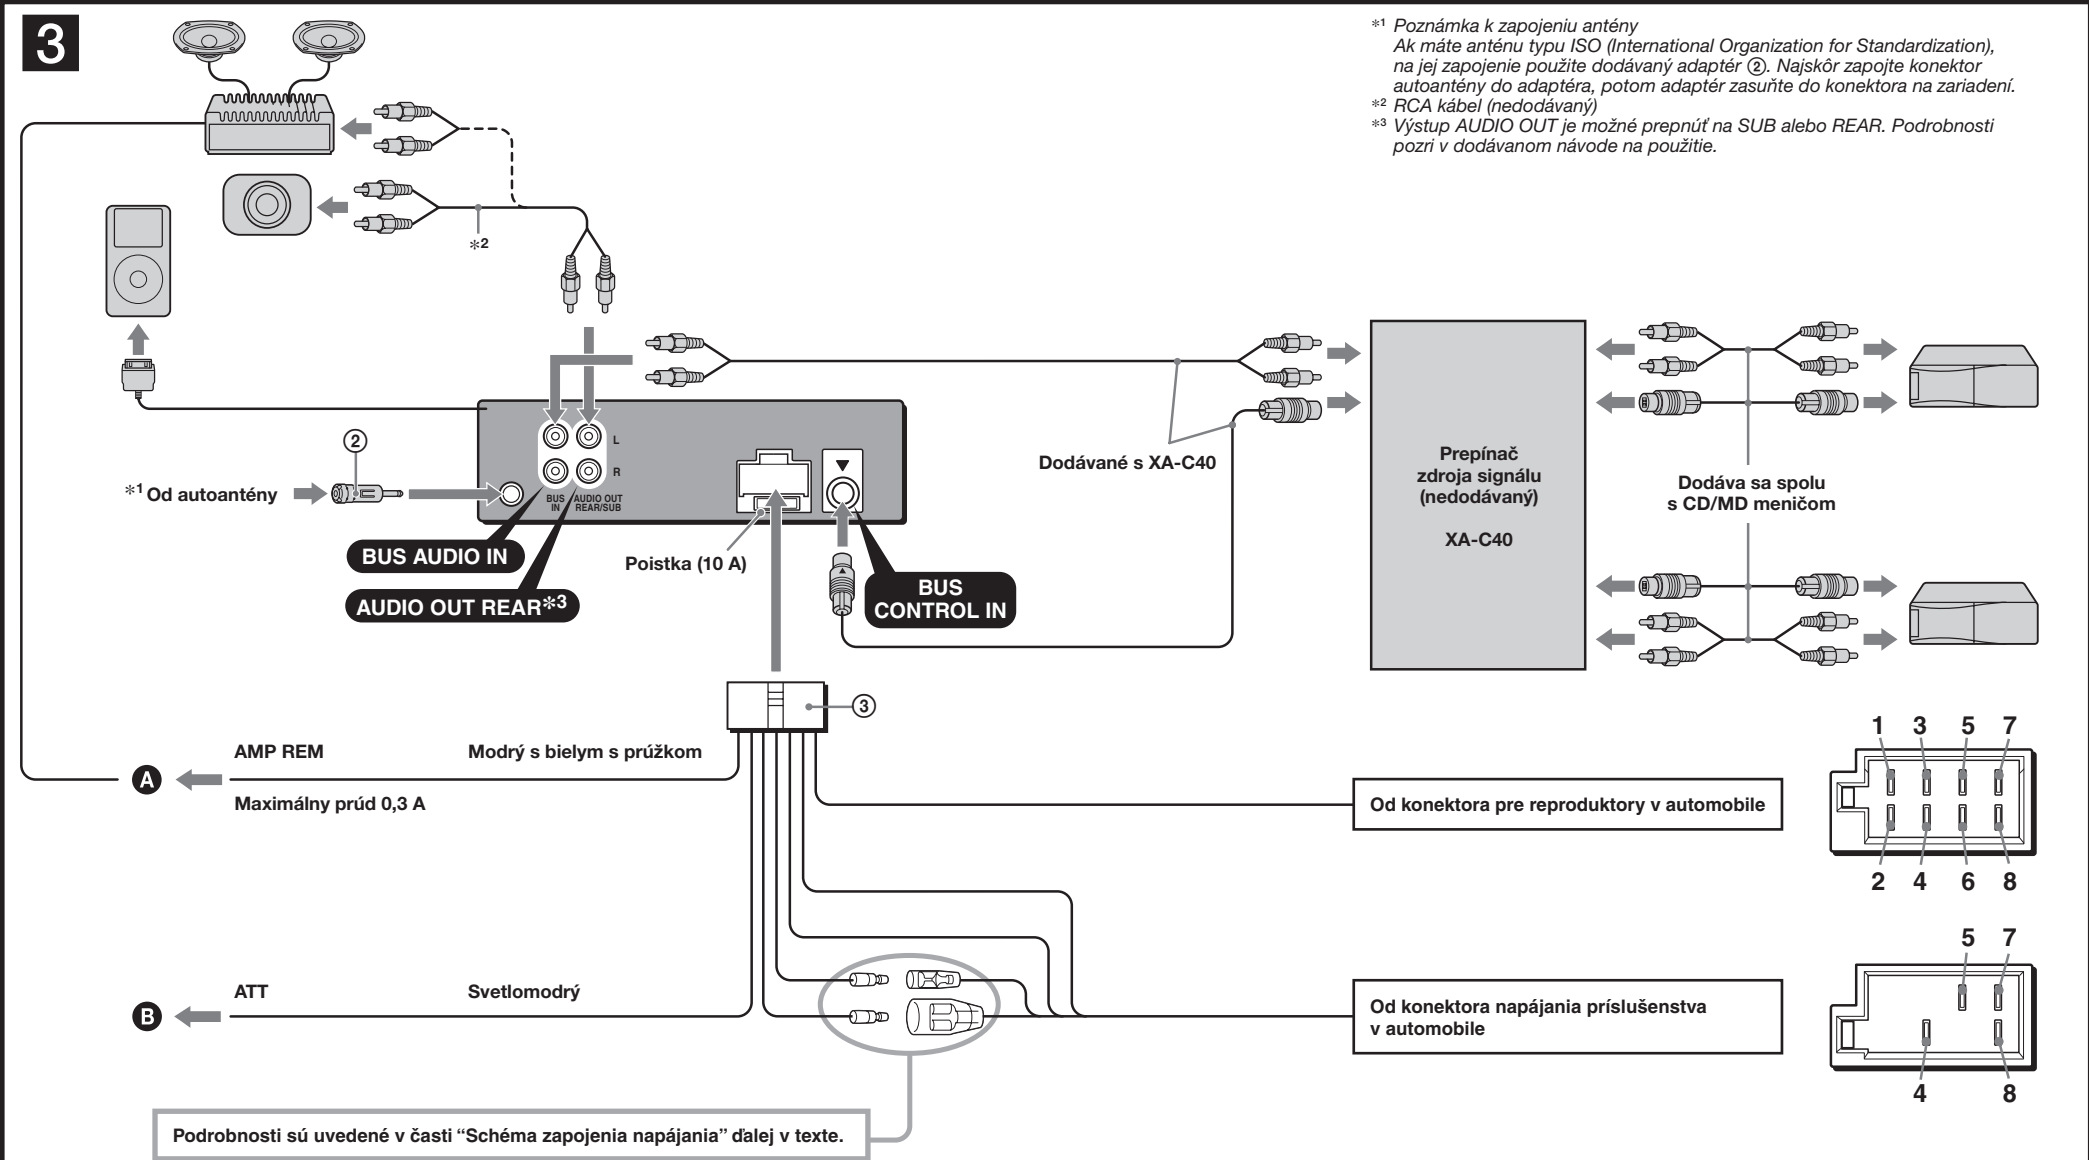 3
*1 Poznámka k zapojeniu antény
Ak máte anténu typu ISO (International Organization for Standardization),
na jej zapojenie použite dodávaný adaptér ②. Najskôr zapojte konektor
autoantény do adaptéra, potom adaptér zasuňte do konektora na zariadení.
*2 RCA kábel (nedodávaný)
*3 Výstup AUDIO OUT je možné prepnúť na SUB alebo REAR. Podrobnosti
pozri v dodávanom návode na použitie.
*2
②
*1 Od autoantény
L
R
BUS
IN
AUDIO OUT
REAR/SUB
BUS AUDIO IN
AUDIO OUT REAR*3
Poistka (10 A)
BUS
CONTROL IN
Dodávané s XA-C40
Prepínač
zdroja signálu
(nedodávaný)
XA-C40
Dodáva sa spolu
s CD/MD meničom
③
A
AMP REM
Modrý s bielym s prúžkom
Maximálny prúd 0,3 A
Od konektora pre reproduktory v automobile
1 3 5 7
2 4 6 8
B
ATT
Svetlomodrý
Od konektora napájania príslušenstva
v automobile
5 7
4 8
Podrobnosti sú uvedené v časti “Schéma zapojenia napájania” ďalej v texte.